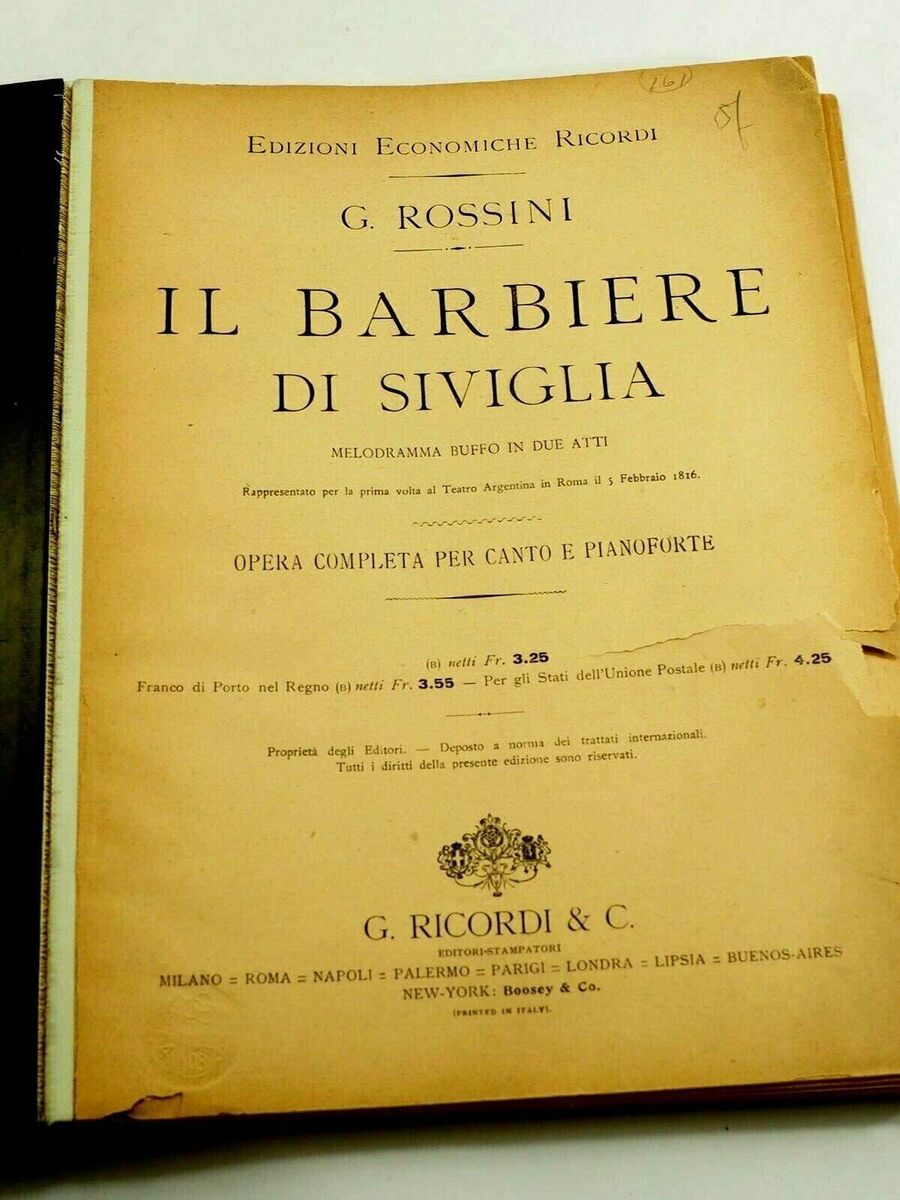 161
EDIZIONI ECONOMICHE RICORDI
G. ROSSINI
IL BARBIERE
DI SIVIGLIA
MELODRAMMA BUFFO IN DUE ATTI
Rappresentato per la prima volta al Teatro Argentina in Roma il 5 Febbraio 1816.
OPERA COMPLETA PER CANTO E PIANOFORTE
(B) netti Fr. 3.25
Franco di Porto nel Regno (B) netti Fr. 3.55 — Per gli Stati dell'Unione Postale (B) netti Fr. 4.25
Proprietà degli Editori. — Deposto a norma dei trattati internazionali.
Tutti i diritti della presente edizione sono riservati.
G. RICORDI & C.
EDITORI-STAMPATORI
MILANO = ROMA = NAPOLI = PALERMO = PARIGI = LONDRA = LIPSIA = BUENOS-AIRES
NEW-YORK: Boosey & Co.
(PRINTED IN ITALY).